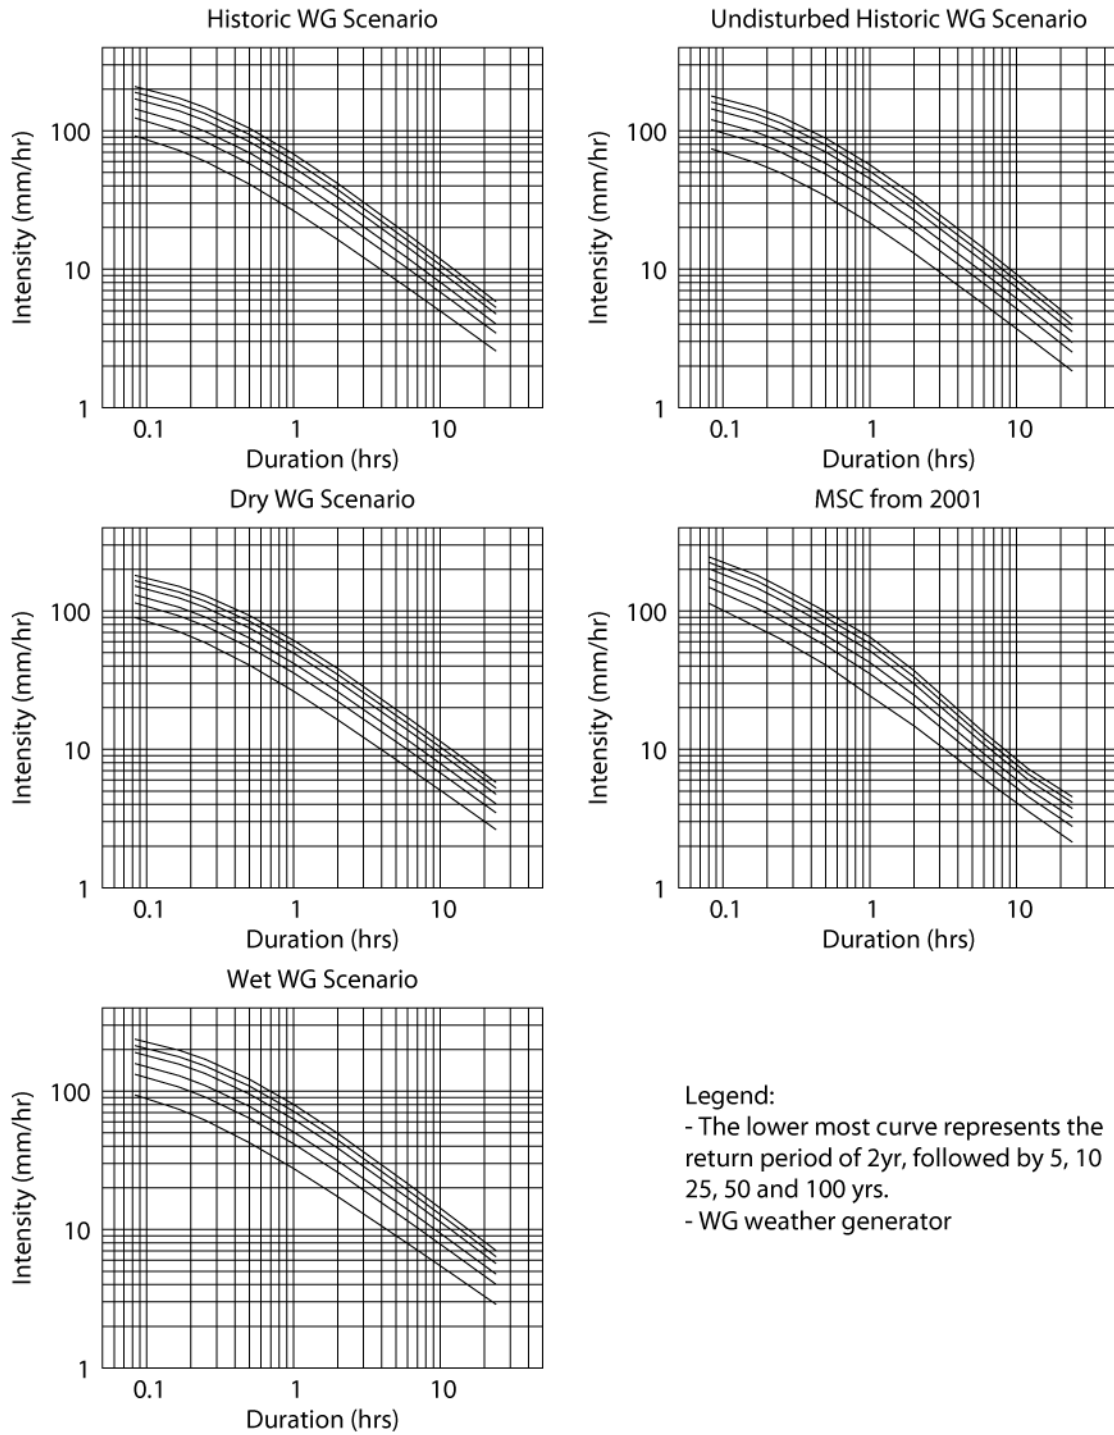 Historic WG Scenario
Intensity (mm/hr)
100
10
1
0.1 1 10
Duration (hrs)
Undisturbed Historic WG Scenario
Intensity (mm/hr)
100
10
1
0.1 1 10
Duration (hrs)
Dry WG Scenario
Intensity (mm/hr)
100
10
1
0.1 1 10
Duration (hrs)
MSC from 2001
Intensity (mm/hr)
100
10
1
0.1 1 10
Duration (hrs)
Wet WG Scenario
Intensity (mm/hr)
100
10
1
0.1 1 10
Duration (hrs)
Legend:
- The lower most curve represents the
return period of 2yr, followed by 5, 10
25, 50 and 100 yrs.
- WG weather generator